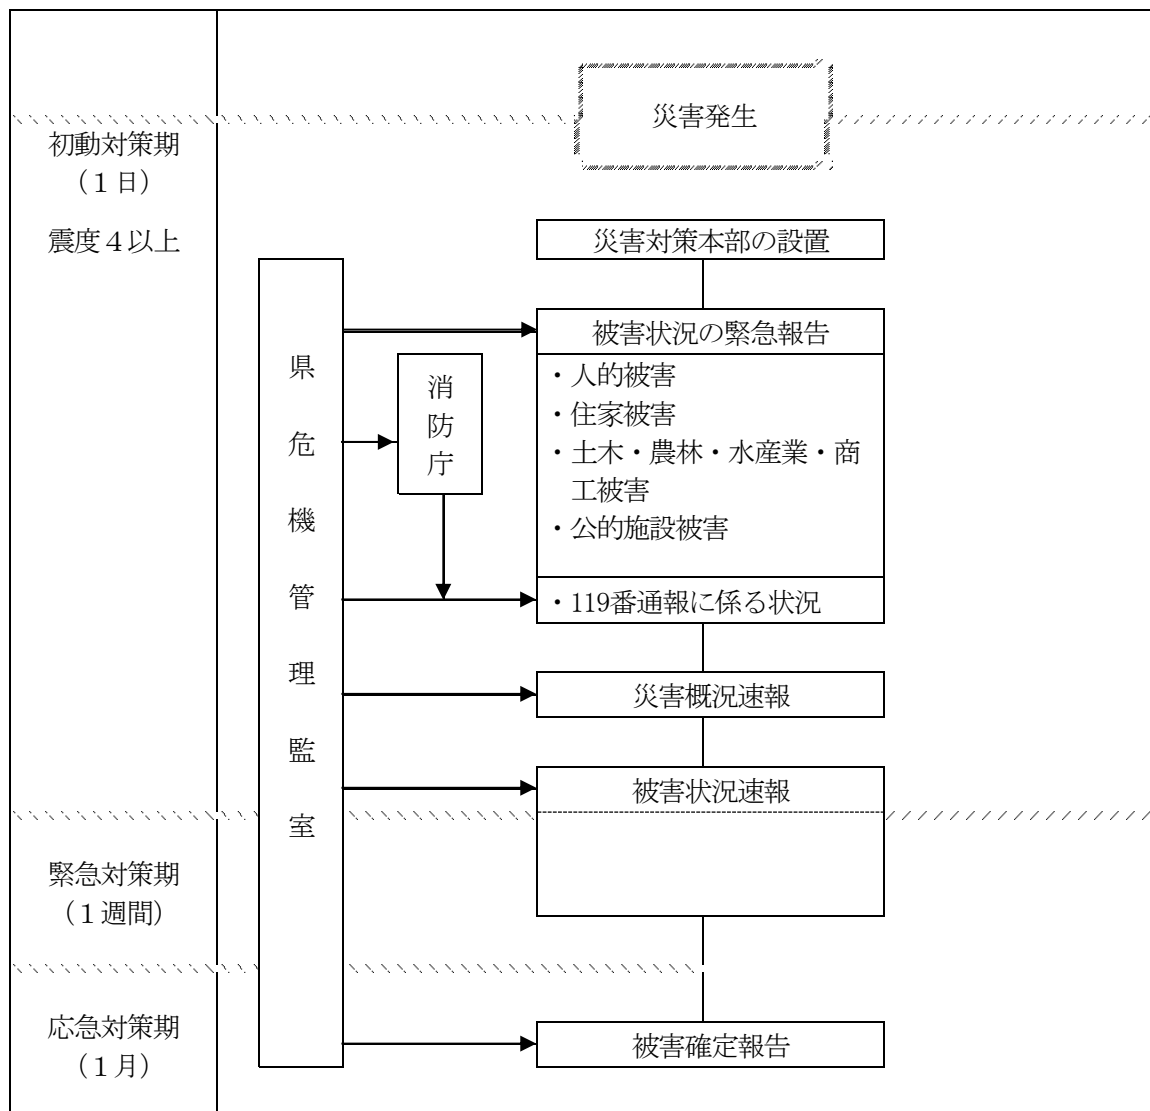 災害発生
初動対策期
（１日）
震度４以上
災害対策本部の設置
県危機管理監室
被害状況の緊急報告
消防庁
・人的被害
・住家被害
・土木・農林・水産業・商
工被害
・公的施設被害
・119番通報に係る状況
災害概況速報
被害状況速報
緊急対策期
（１週間）
応急対策期
（１月）
被害確定報告